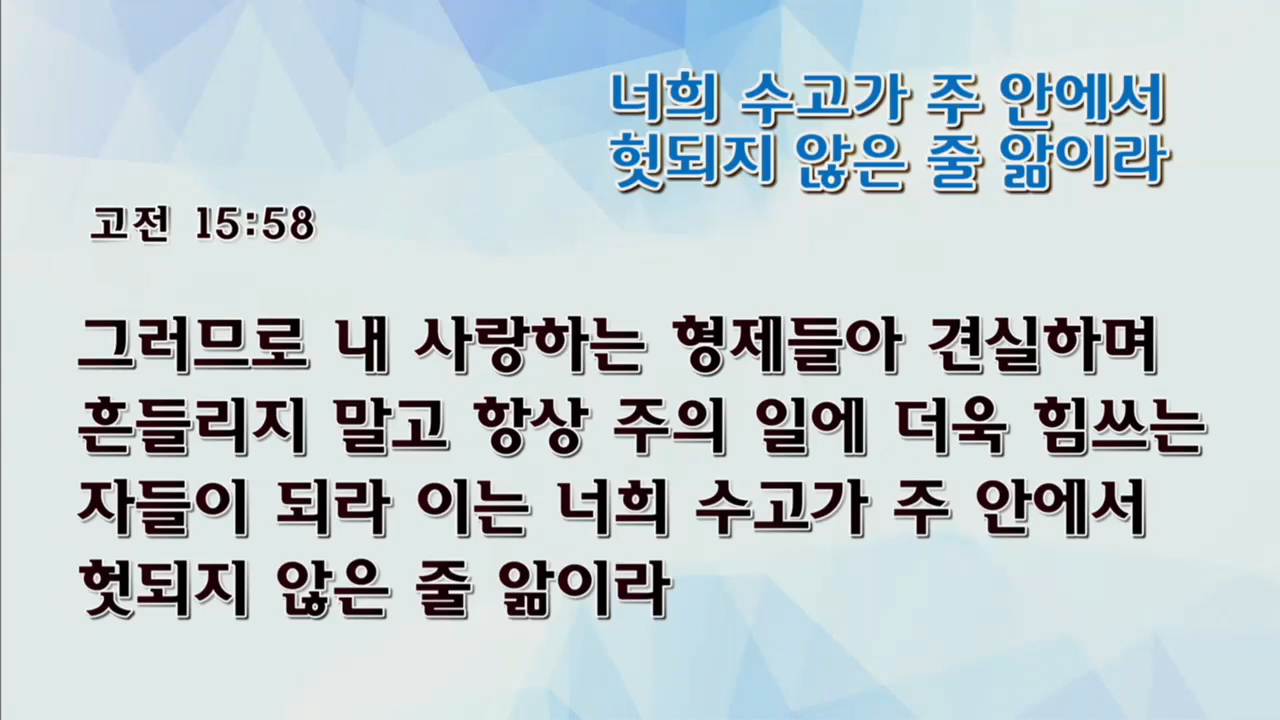 너희 수고가 주 안에서
헛되지 않은 줄 앎이라
고전 15:58
그러므로 내 사랑하는 형제들아 견실하며
흔들리지 말고 항상 주의 일에 더욱 힘쓰는
자들이 되라 이는 너희 수고가 주 안에서
헛되지 않은 줄 앎이라